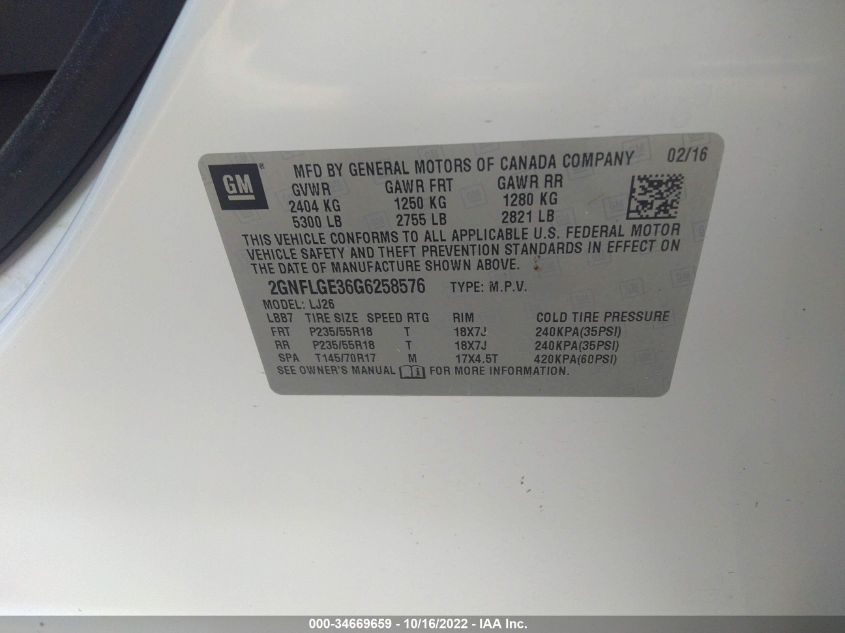 GM®
MFD BY GENERAL MOTORS OF CANADA COMPANY 02/16
GVWR GAWR FRT GAWR RR
2404 KG 1250 KG 1280 KG
5300 LB 2755 LB 2821 LB
THIS VEHICLE CONFORMS TO ALL APPLICABLE U.S. FEDERAL MOTOR
VEHICLE SAFETY AND THEFT PREVENTION STANDARDS IN EFFECT ON
THE DATE OF MANUFACTURE SHOWN ABOVE.
2GNFLGE36G6258576 TYPE: M.P.V.
MODEL: LJ26
LBB7 TIRE SIZE SPEED RTG RIM COLD TIRE PRESSURE
FRT P235/55R18 T 18X7J 240KPA(35PSI)
RR P235/55R18 T 18X7J 240KPA(35PSI)
SPA T145/70R17 M 17X4.5T 420KPA(60PSI)
SEE OWNER'S MANUAL FOR MORE INFORMATION.
000-34669659 - 10/16/2022 - IAA Inc.